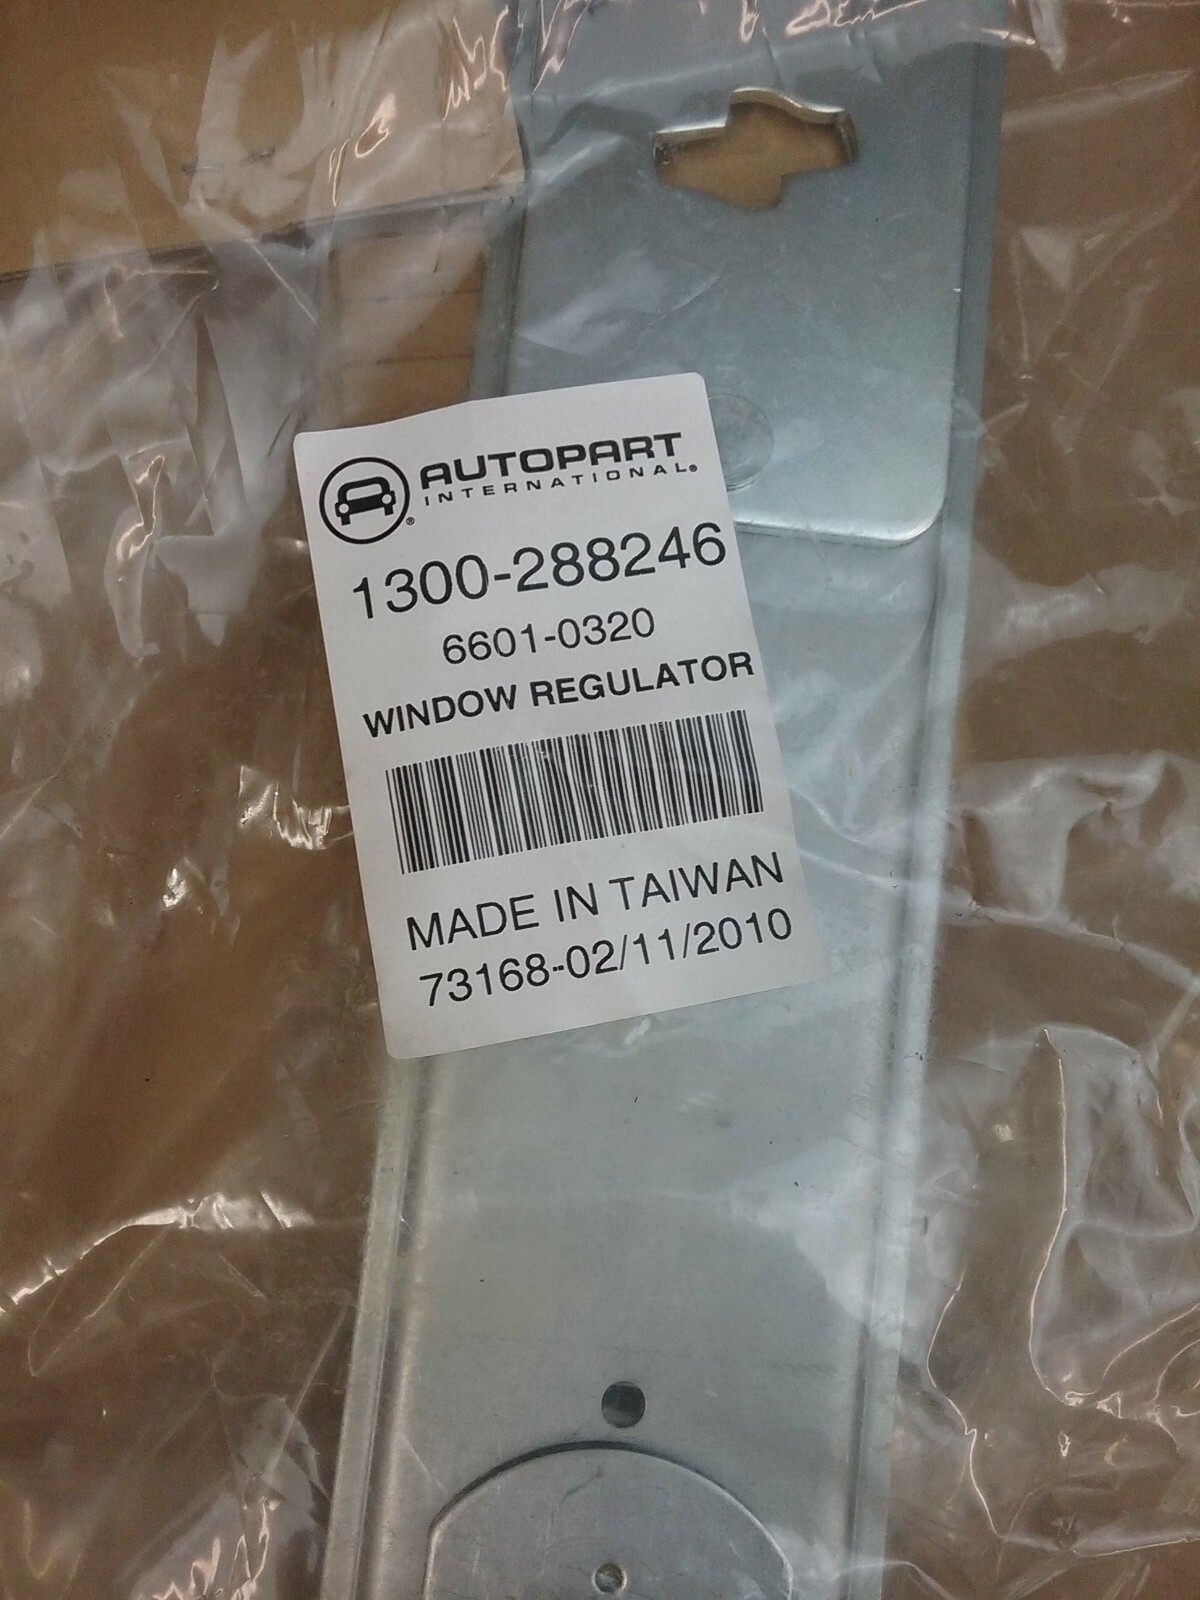 AUTOPART
INTERNATIONAL®
®
1300-288246
6601-0320
WINDOW REGULATOR
MADE IN TAIWAN
73168-02/11/2010